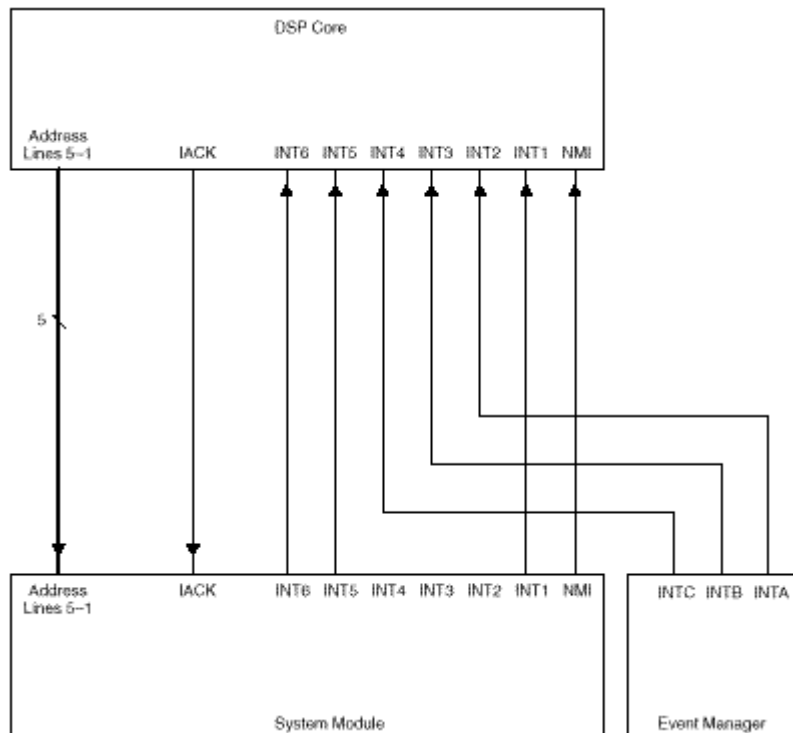 DSP Core
Address
Lines 5–1
IACK
INT6
INT5
INT4
INT3
INT2
INT1
NMI
5
Address
Lines 5–1
IACK
INT6
INT5
INT4
INT3
INT2
INT1
NMI
INTC
INTB
INTA
System Module
Event Manager